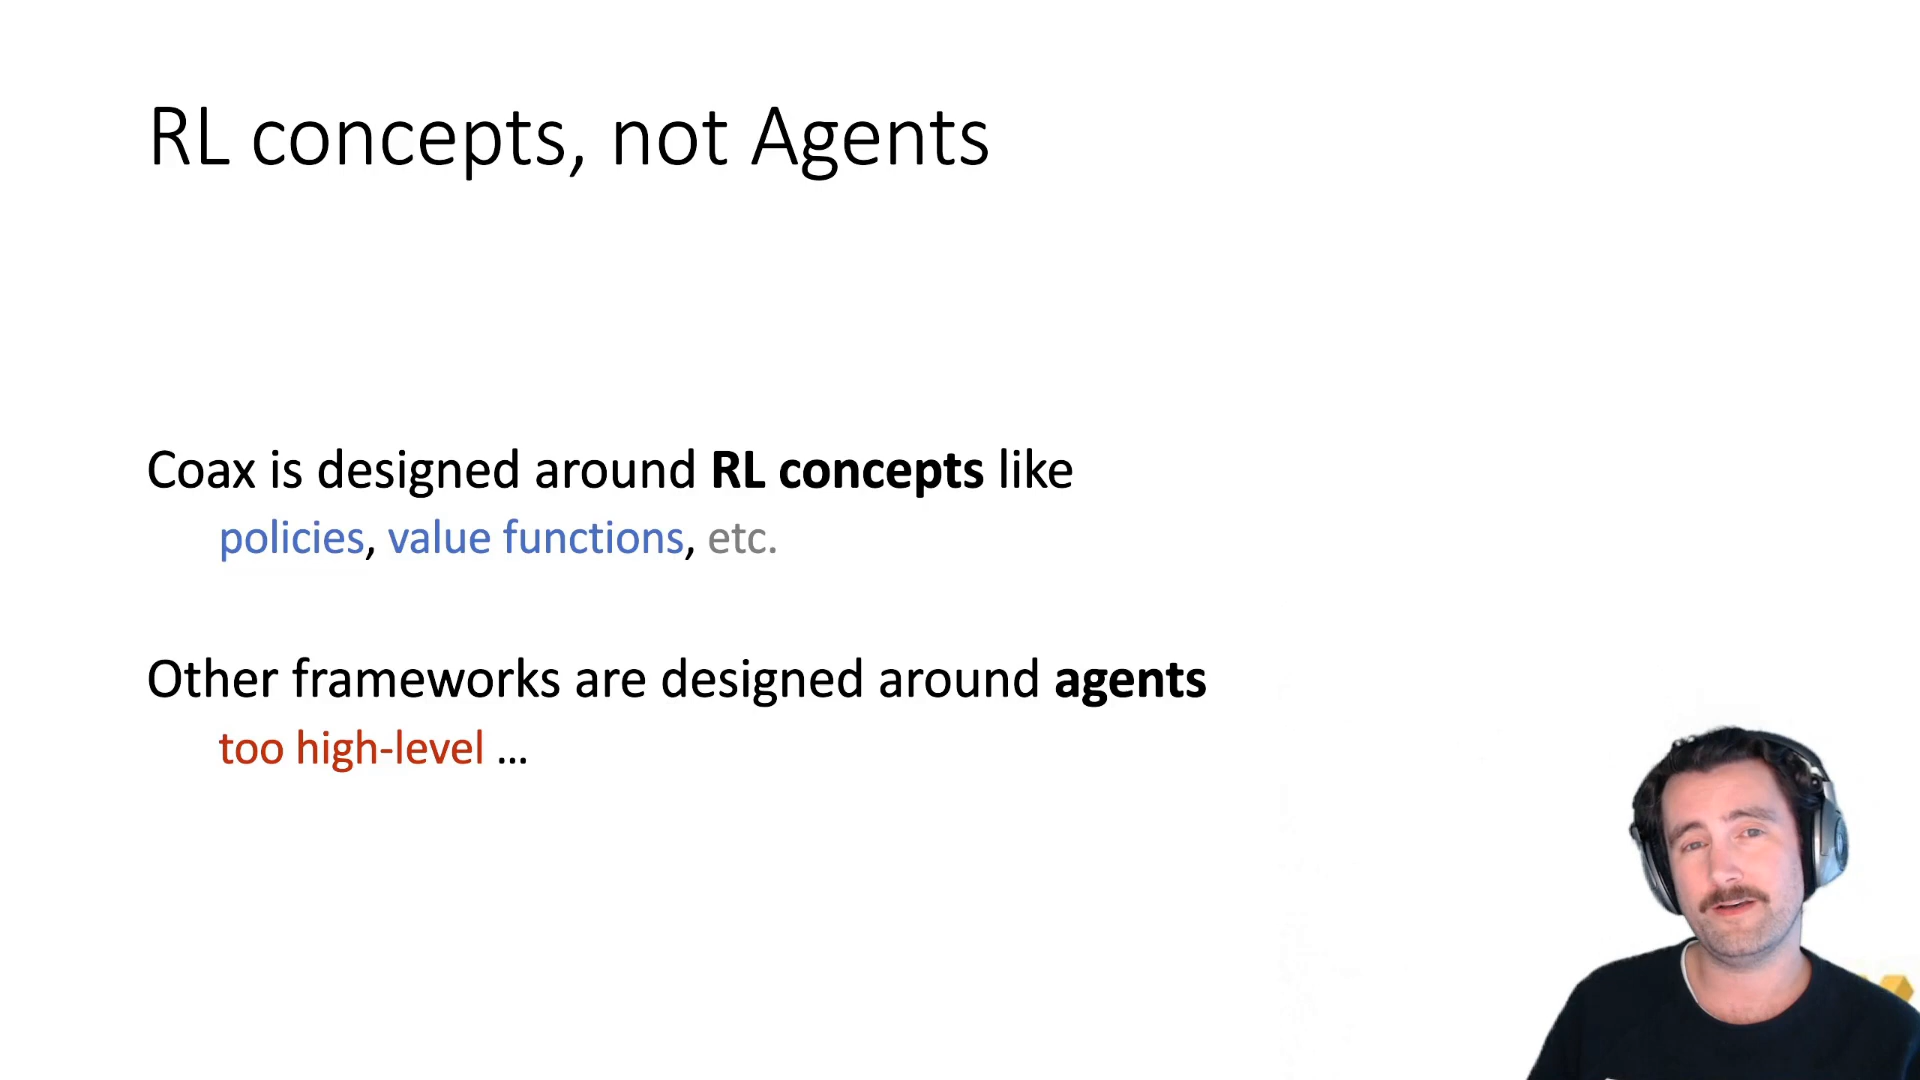 RL concepts, not Agents
Coax is designed around RL concepts like
policies, value functions, etc.
Other frameworks are designed around agents
too high-level ...